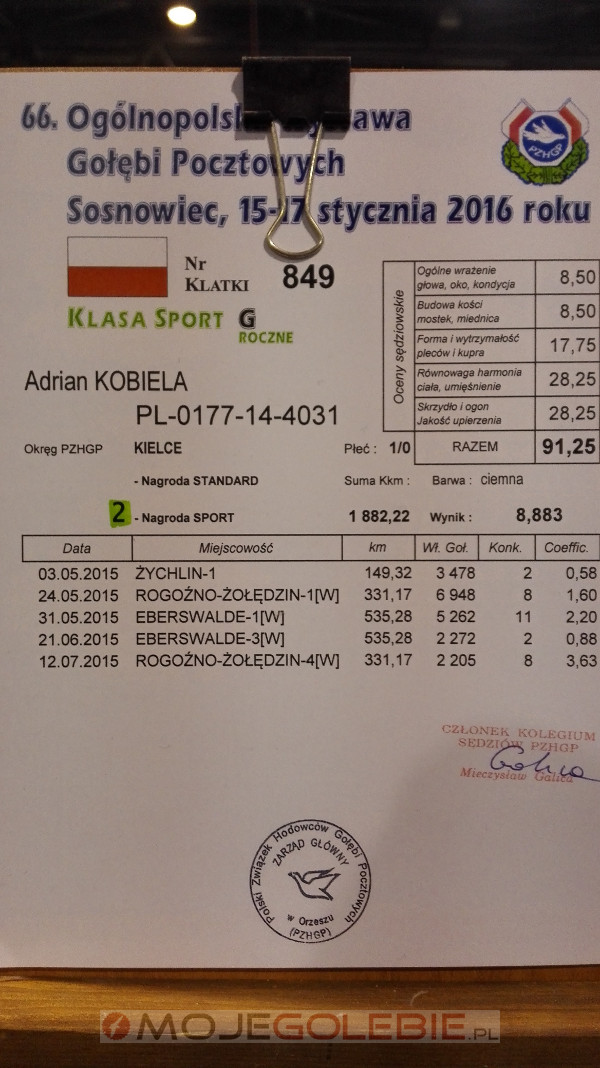 66. Ogólnopolska Wystawa
Gołębi Pocztowych
Sosnowiec, 15-17 stycznia 2016 roku
PZHGP
Nr
KLATKI 849
KLASA SPORT G
ROCZNE
Oceny sędziowskie
Ogólne wrażenie
głowa, oko, kondycja 8,50
Budowa kości
mostek, miednica 8,50
Forma i wytrzymałość
pleców i kupra 17,75
Równowaga harmonia
ciała, umięśnienie 28,25
Skrzydło i ogon
Jakość upierzenia 28,25
RAZEM 91,25
Adrian KOBIELA
PL-0177-14-4031
Okręg PZHGP KIELCE Płeć : 1/0
- Nagroda STANDARD Suma Kkm : Barwa : ciemna
2 - Nagroda SPORT 1 882,22 Wynik : 8,883
Data Miejscowość km Wł. Goł. Konk. Coeffic.
03.05.2015 ŻYCHLIN-1 149,32 3 478 2 0,58
24.05.2015 ROGOŹNO-ŻOŁĘDZIN-1[W] 331,17 6 948 8 1,60
31.05.2015 EBERSWALDE-1[W] 535,28 5 262 11 2,20
21.06.2015 EBERSWALDE-3[W] 535,28 2 272 2 0,88
12.07.2015 ROGOŹNO-ŻOŁĘDZIN-4[W] 331,17 2 205 8 3,63
CZŁONEK KOLEGIUM
SĘDZIÓW PZHGP
Mieczysław Galica
Polski Związek Hodowców Gołębi Pocztowych
ZARZĄD GŁÓWNY
w Orzeszu
(PZHGP)
MOJEGOLEBIE.PL